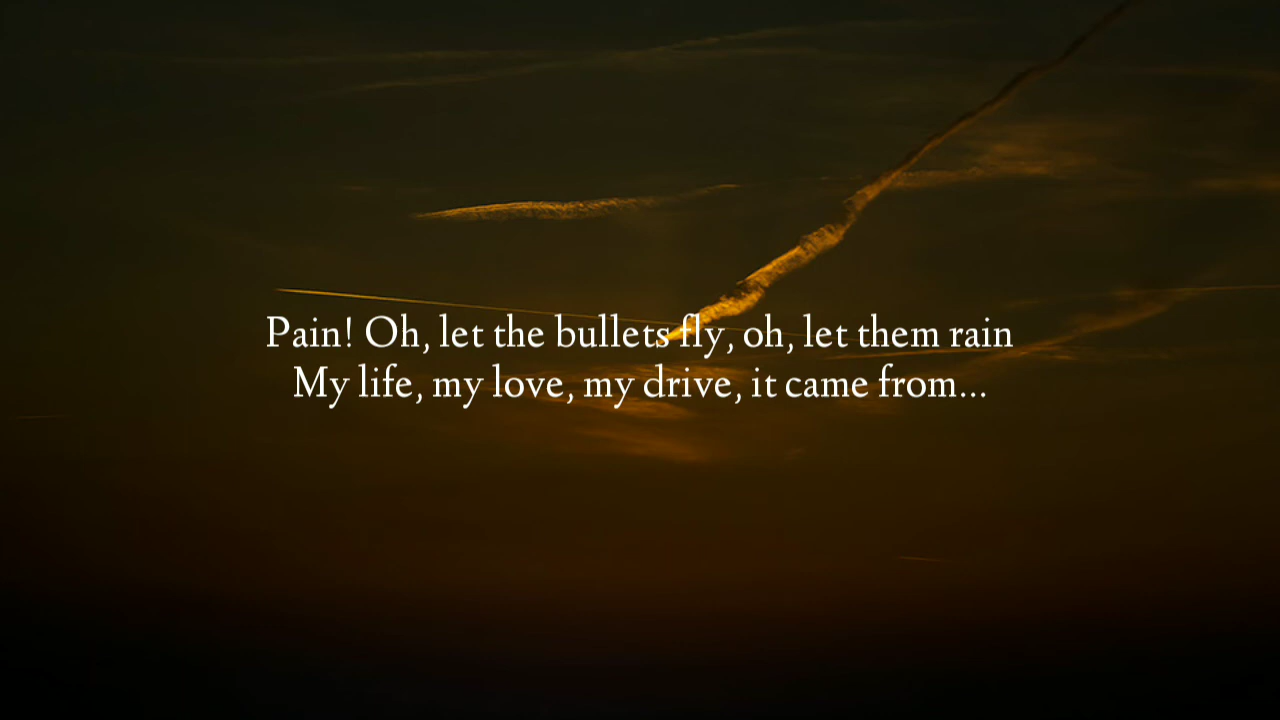 Pain! Oh, let the bullets fly, oh, let them rain
My life, my love, my drive, it came from...